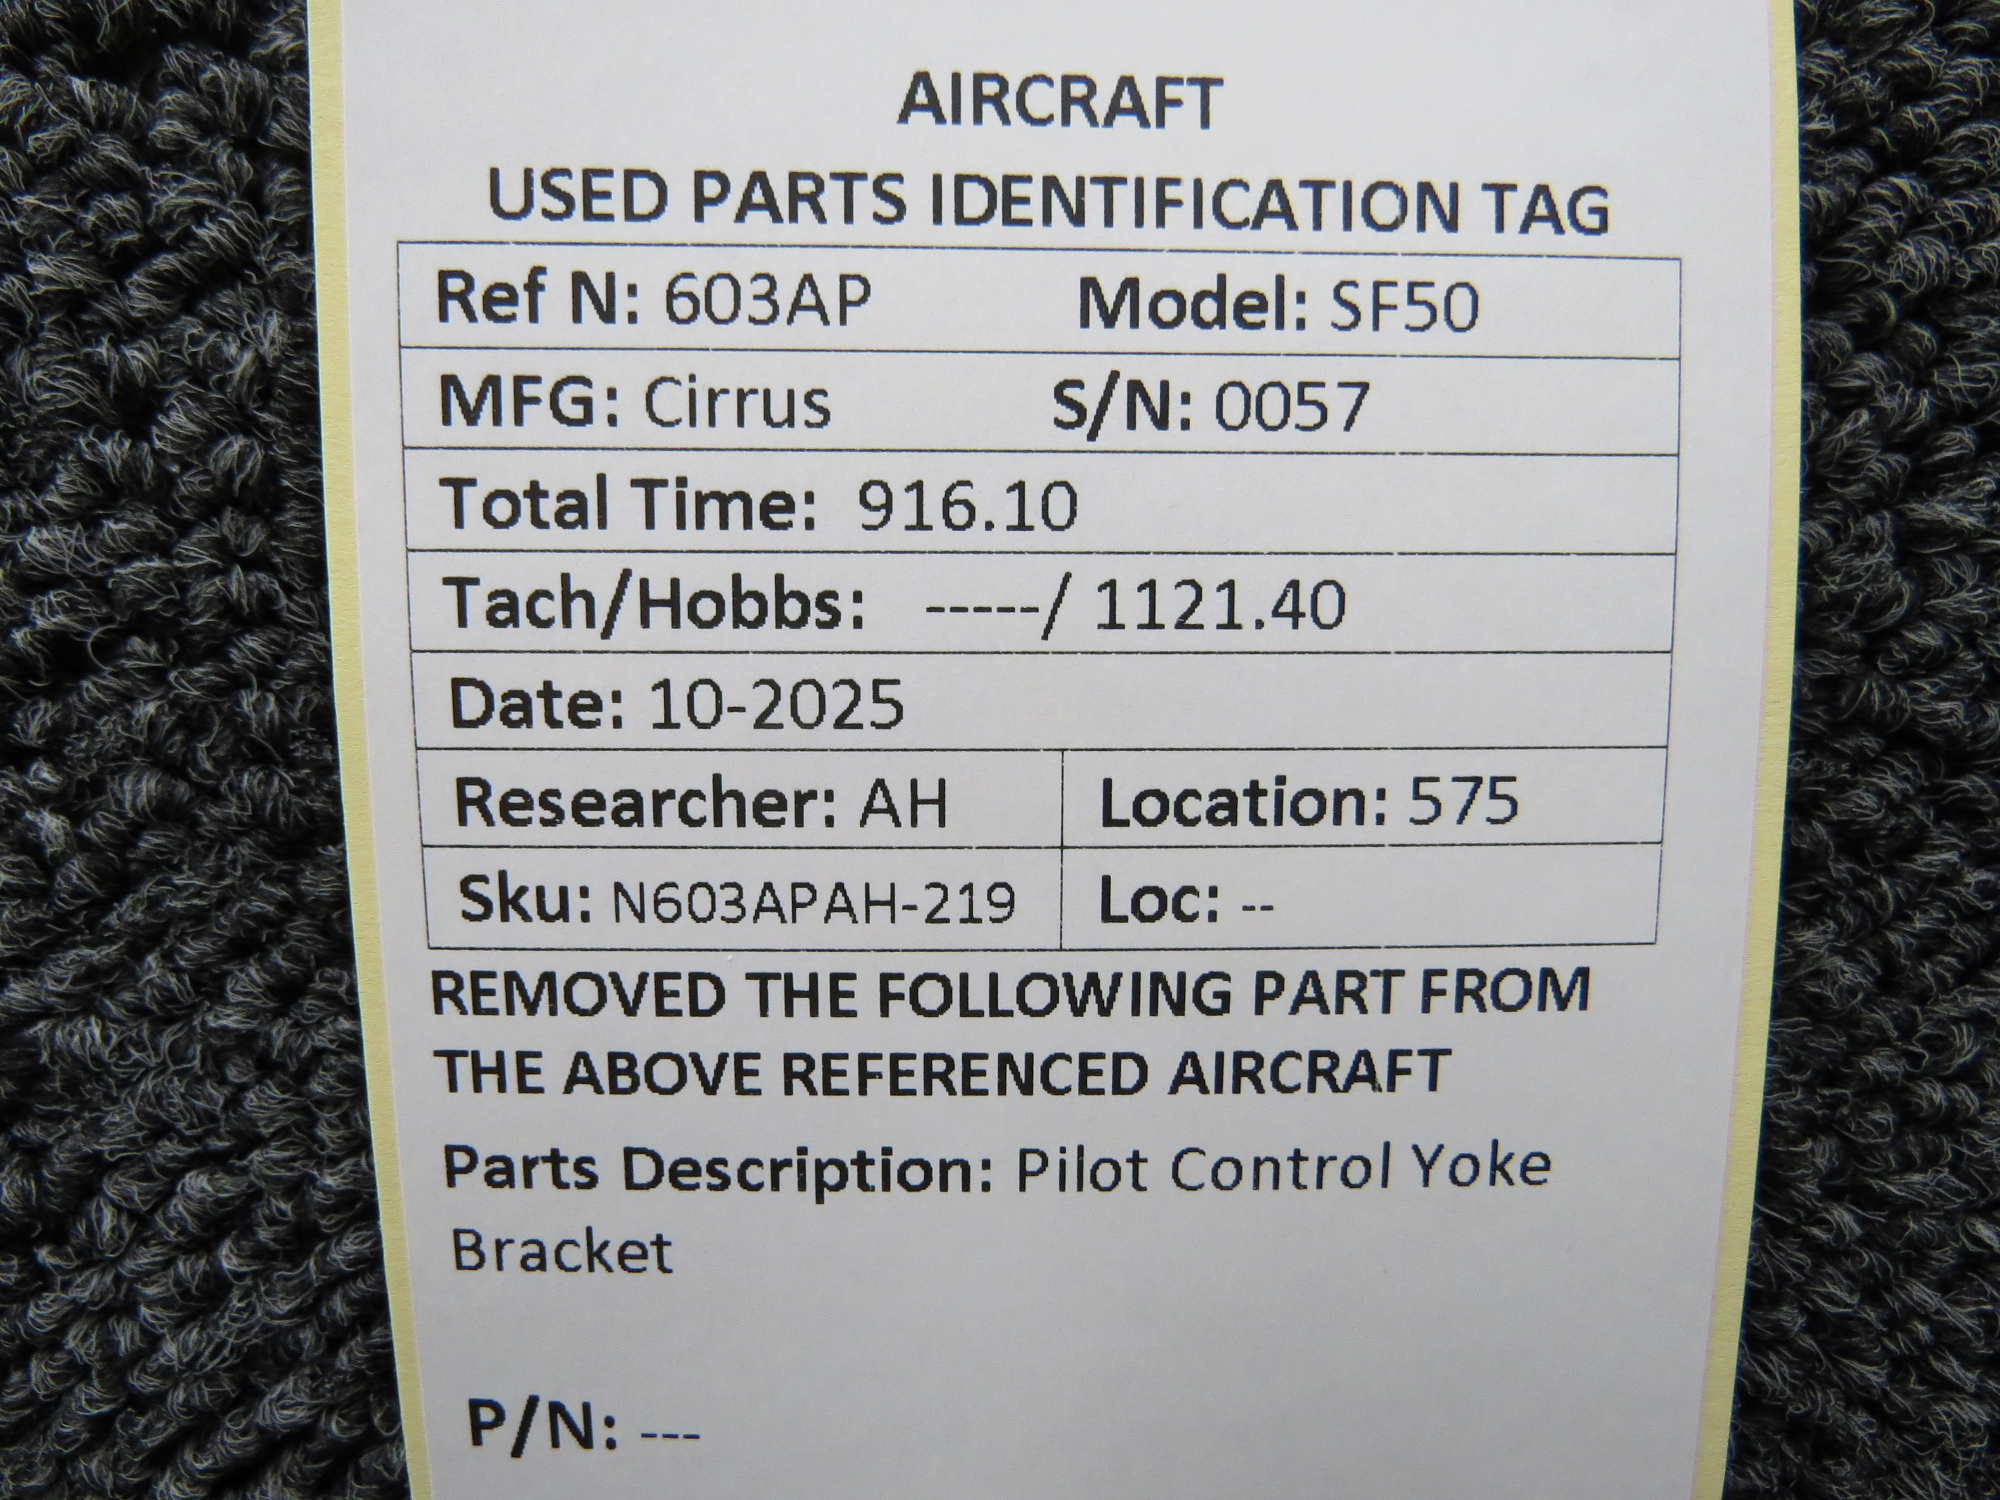 AIRCRAFT
USED PARTS IDENTIFICATION TAG
Ref N: 603AP Model: SF50
MFG: Cirrus S/N: 0057
Total Time: 916.10
Tach/Hobbs: -----/ 1121.40
Date: 10-2025
Researcher: AH Location: 575
Sku: N603APAH-219 Loc: --
REMOVED THE FOLLOWING PART FROM
THE ABOVE REFERENCED AIRCRAFT
Parts Description: Pilot Control Yoke
Bracket
P/N: ---